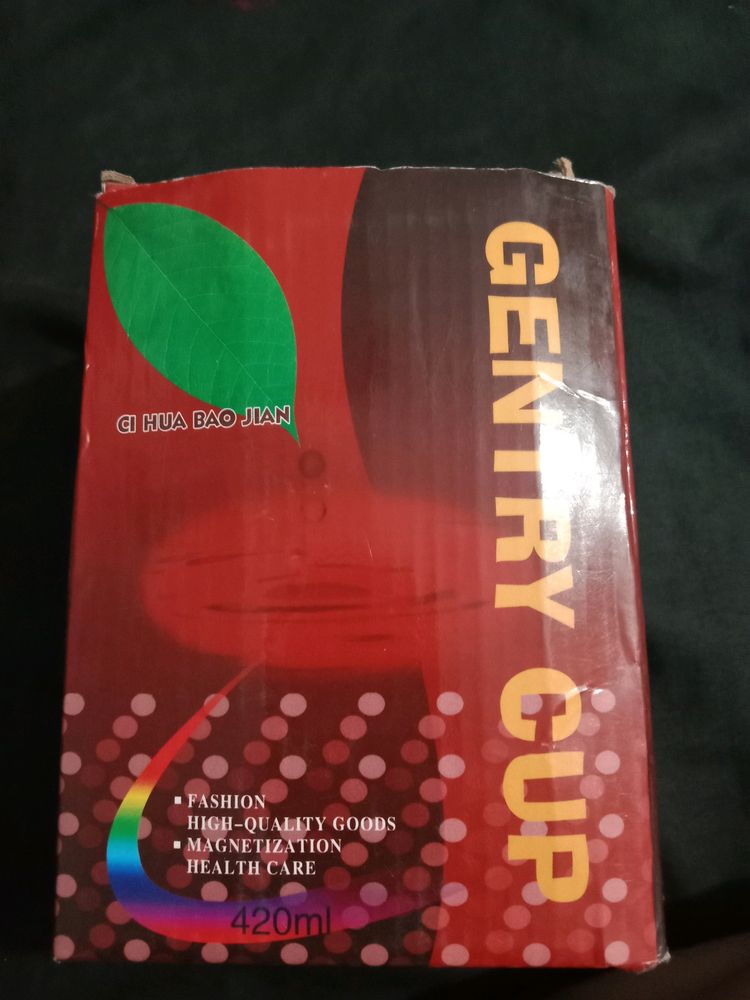 CI HUA BAO JIAN
GENTRY CUP
▪ FASHION
HIGH-QUALITY GOODS
▪ MAGNETIZATION
HEALTH CARE
420ml